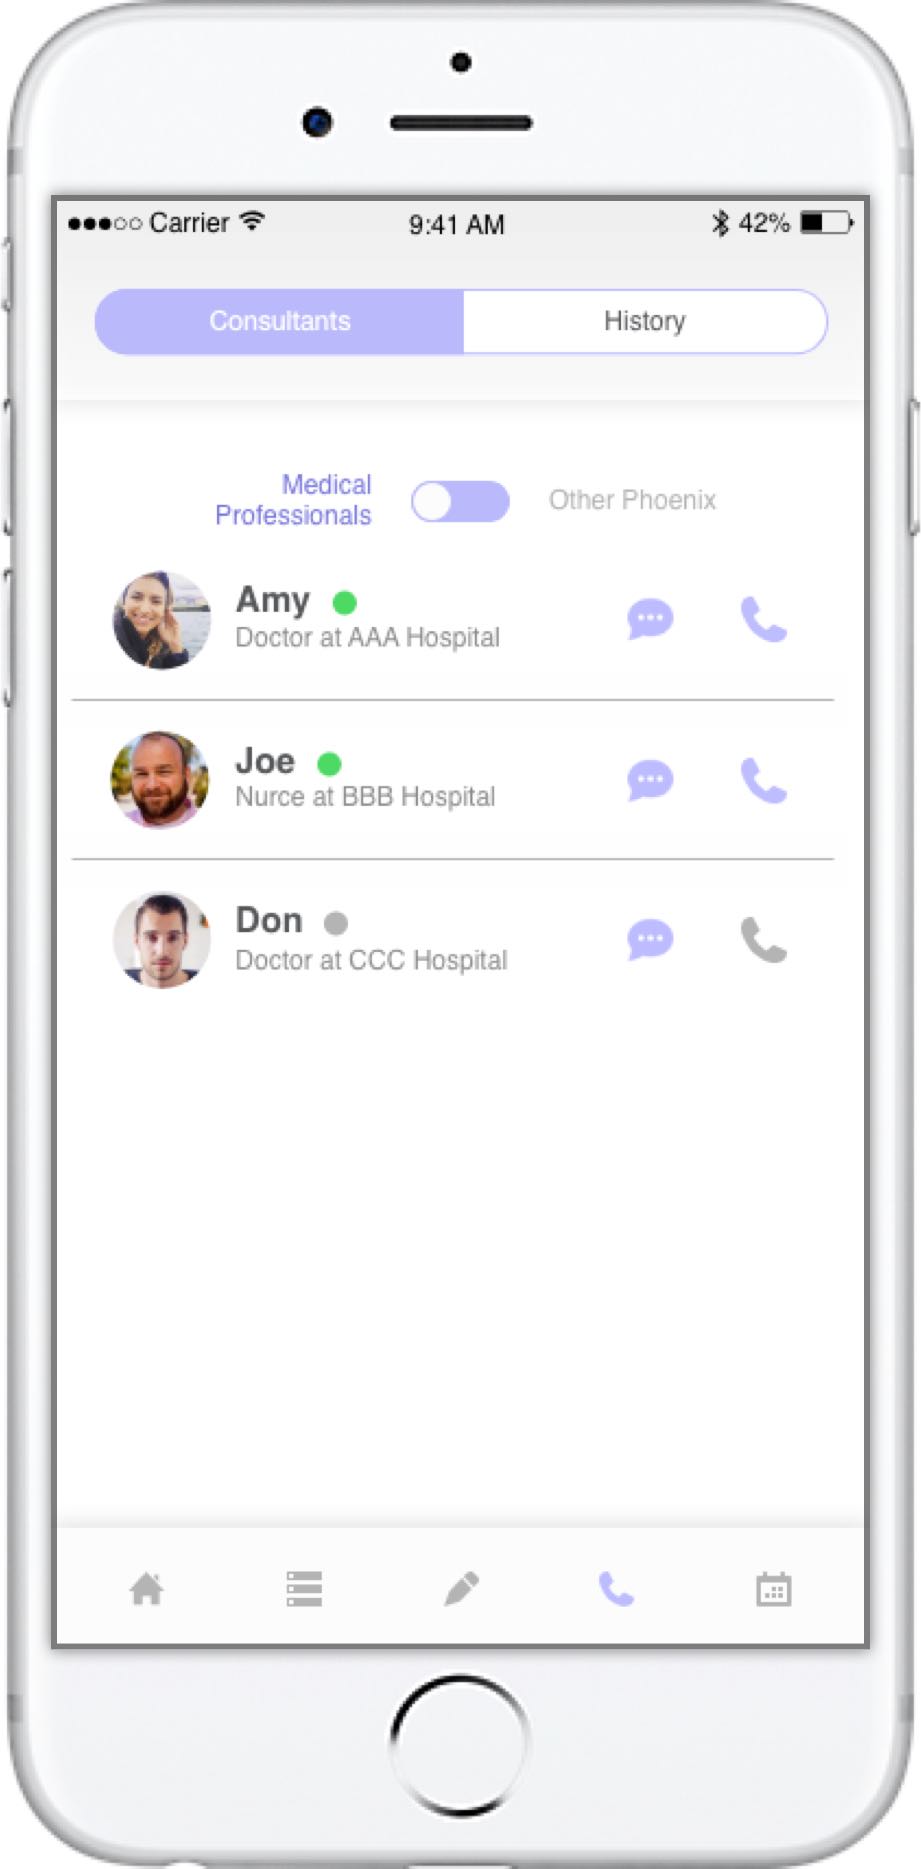 Carrier 9:41 AM 42%
Consultants History
Medical
Professionals
Other Phoenix
Amy
Doctor at AAA Hospital
Joe
Nurce at BBB Hospital
Don
Doctor at CCC Hospital